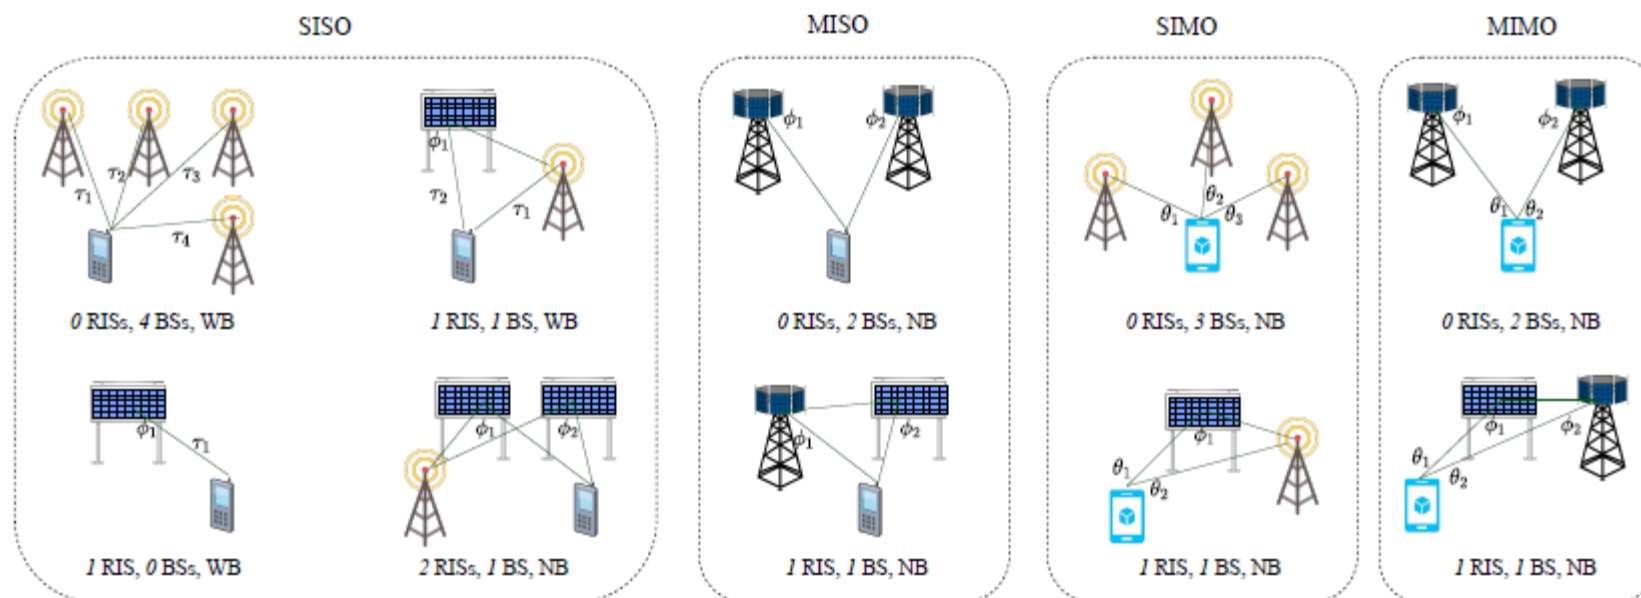 SISO
MISO
SIMO
MIMO
τ₁
τ₂
τ₃
τ₄
0 RISs, 4 BSs, WB
ϕ₁
τ₂
τ₁
1 RIS, 1 BS, WB
ϕ₁
ϕ₂
0 RISs, 2 BSs, NB
θ₁
θ₂
θ₃
0 RISs, 3 BSs, NB
ϕ₁
ϕ₂
θ₁
θ₂
0 RISs, 2 BSs, NB
ϕ₁
τ₁
1 RIS, 0 BSs, WB
ϕ₁
ϕ₂
2 RISs, 1 BS, NB
ϕ₁
ϕ₂
1 RIS, 1 BS, NB
ϕ₁
θ₁
θ₂
1 RIS, 1 BS, NB
ϕ₁
ϕ₂
θ₁
θ₂
1 RIS, 1 BS, NB